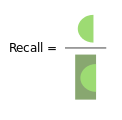 Recall =